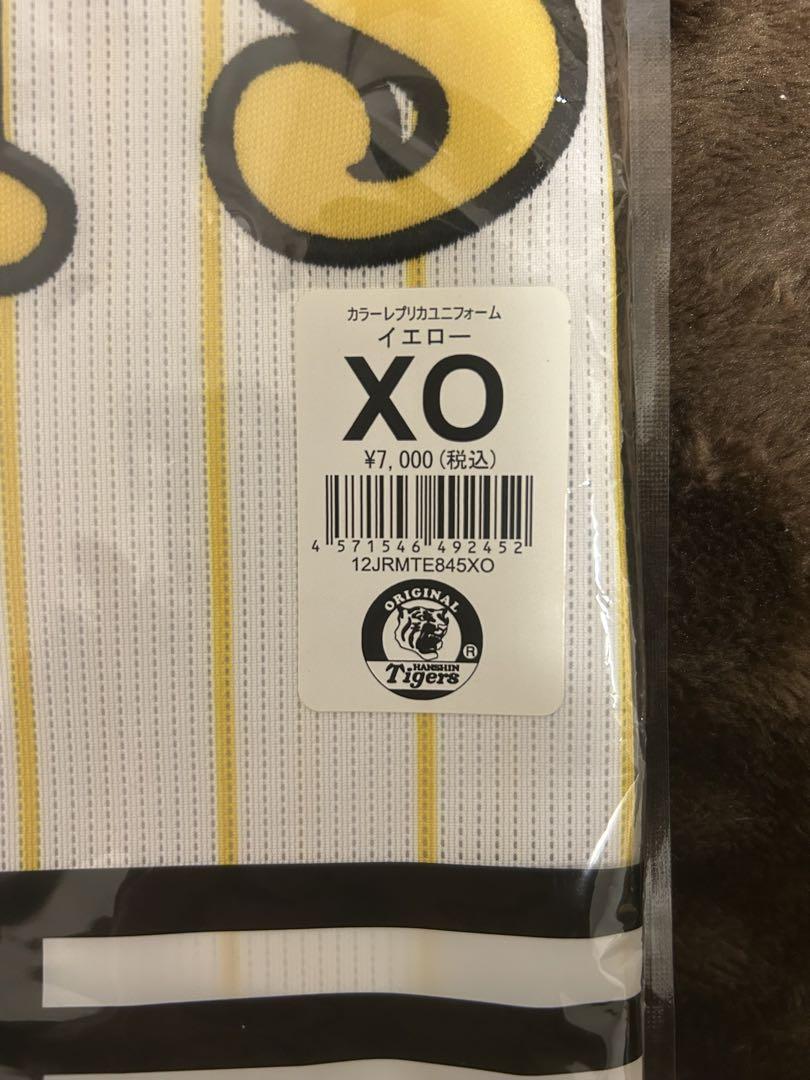 カラーレプリカユニフォーム
イエロー
XO
¥7,000(税込)
4 571546 492452
12JRMTE845XO
ORIGINAL
HANSHIN
Tigers
®